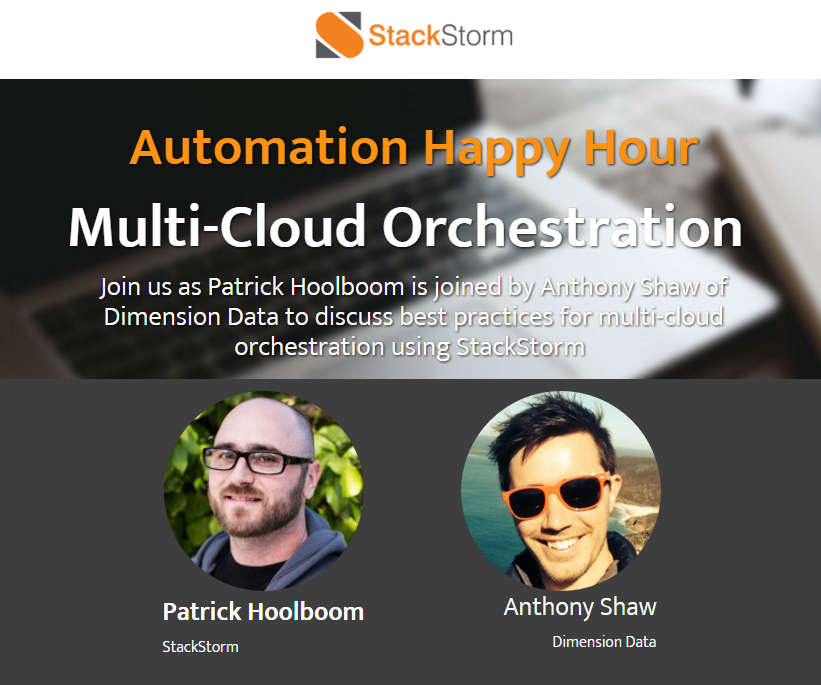 StackStorm
Automation Happy Hour
Multi-Cloud Orchestration
Join us as Patrick Hoolboom is joined by Anthony Shaw of
Dimension Data to discuss best practices for multi-cloud
orchestration using StackStorm
Patrick Hoolboom
StackStorm
Anthony Shaw
Dimension Data